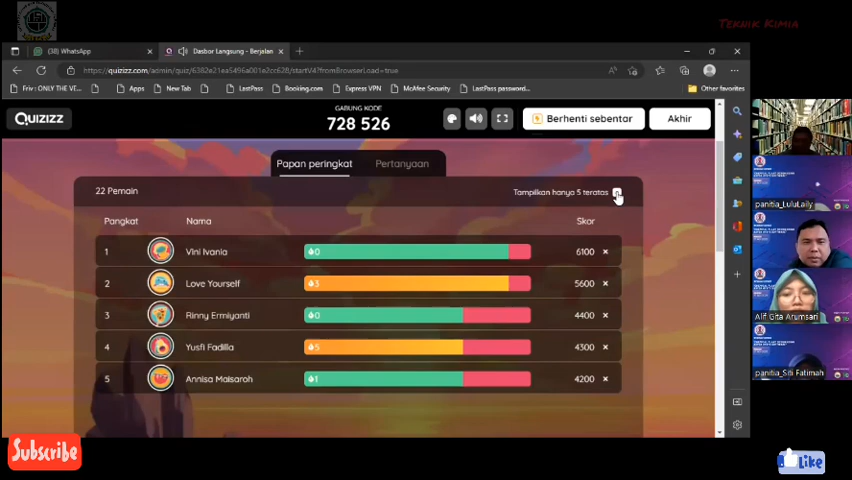 TEKNIK KIMIA
(38) WhatsApp
Dasbor Langsung - Berjalan
https://quizizz.com/admin/quiz/6382e21ea5496a001e2cc628/startV4?fromBrowserLoad=true
Friv : ONLY THE VE...
Apps
New Tab
LastPass
Booking.com
McAfee Security
LastPass password...
Other favorites
QUIZIZZ
GABUNG KODE
728 526
Berhenti sebentar
Akhir
Papan peringkat
Pertanyaan
22 Pemain
Tampilkan hanya 5 teratas
Pangkat Nama Skor
1 Vini Ivania 0 6100
2 Love Yourself 3 5600
3 Rinny Ermiyanti 0 4400
4 Yusfi Fadilla 5 4300
5 Annisa Maisaroh 1 4200
panitia_LuluLaily
Alif Gita Arumsari
panitia_Siti Fatimah
Subscribe
Like